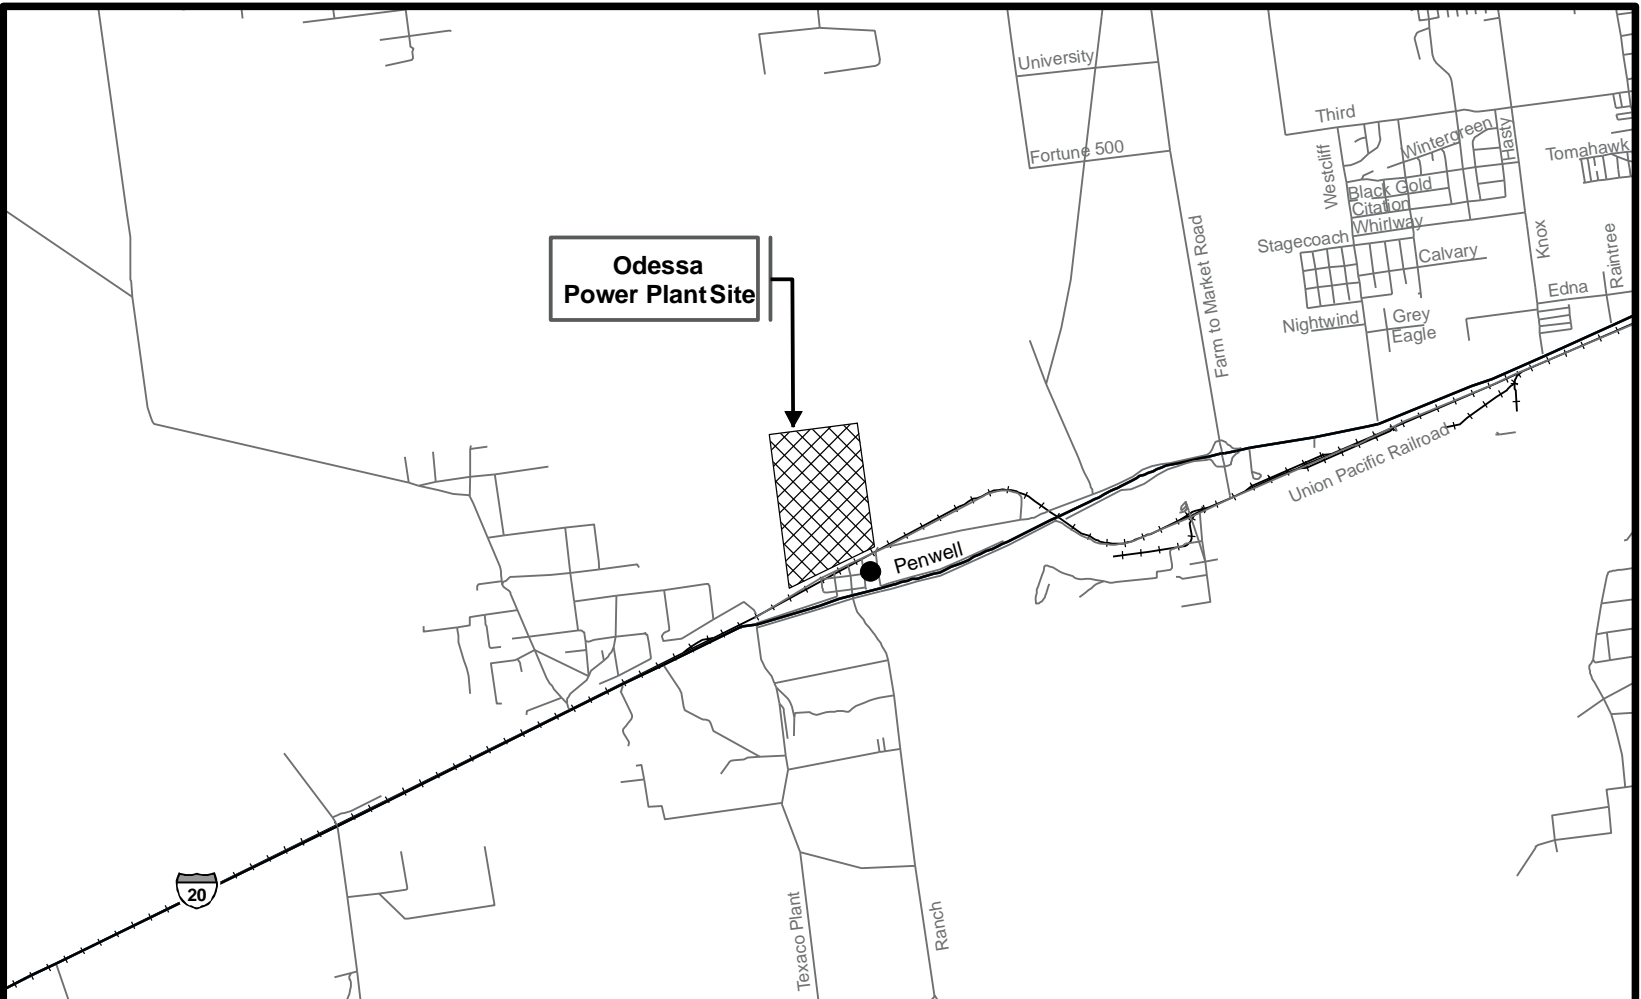 University
Third
Fortune 500
Westcliff
Wintergreen
Hasty
Tomahawk
Black Gold
Citation
Whirlway
Stagecoach
Calvary
Knox
Raintree
Edna
Nightwind
Grey
Eagle
Farm to Market Road
Odessa
Power Plant Site
Union Pacific Railroad
Penwell
20
Texaco Plant
Ranch